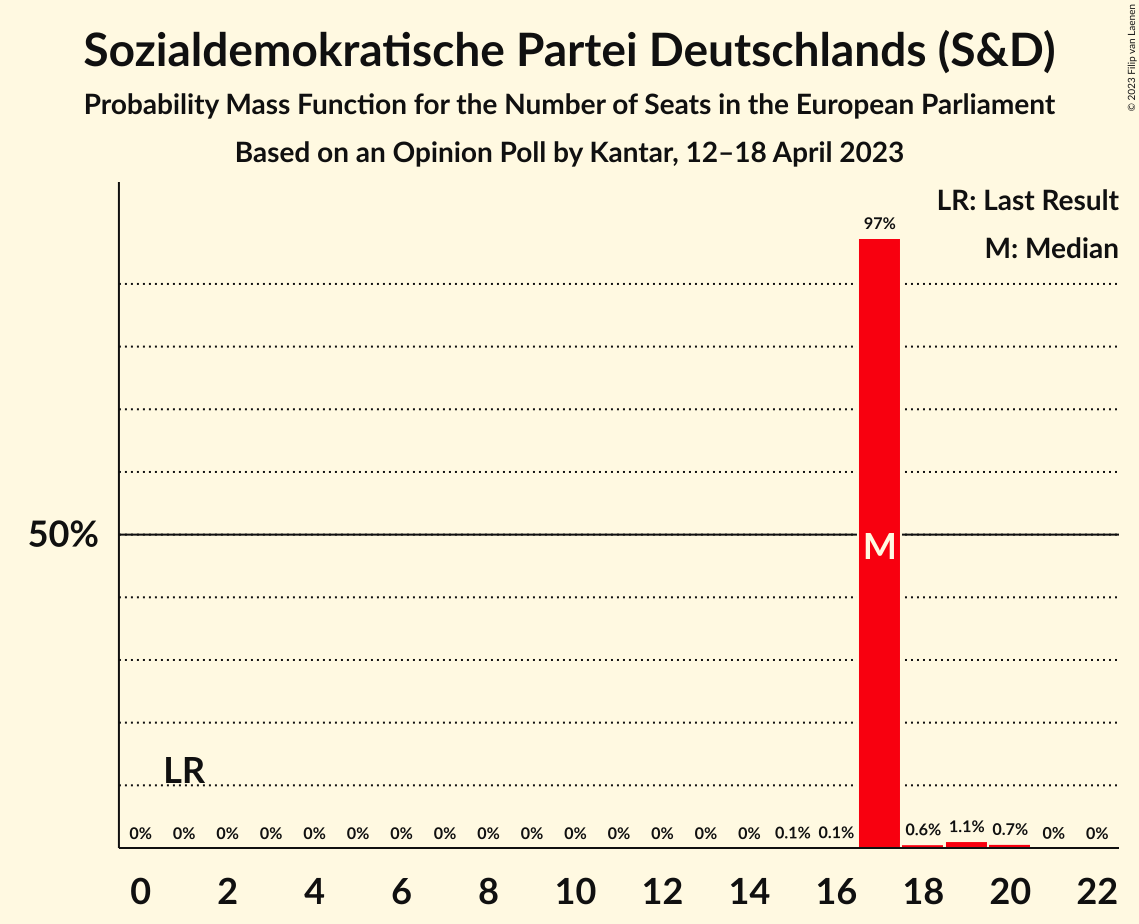 Sozialdemokratische Partei Deutschlands (S&D)
Probability Mass Function for the Number of Seats in the European Parliament
Based on an Opinion Poll by Kantar, 12–18 April 2023
© 2023 Filip van Laenen
LR: Last Result
M: Median
97%
50%
M
LR
0% 0% 0% 0% 0% 0% 0% 0% 0% 0% 0% 0% 0% 0% 0% 0.1% 0.1% 0.6% 1.1% 0.7% 0% 0%
0 2 4 6 8 10 12 14 16 18 20 22